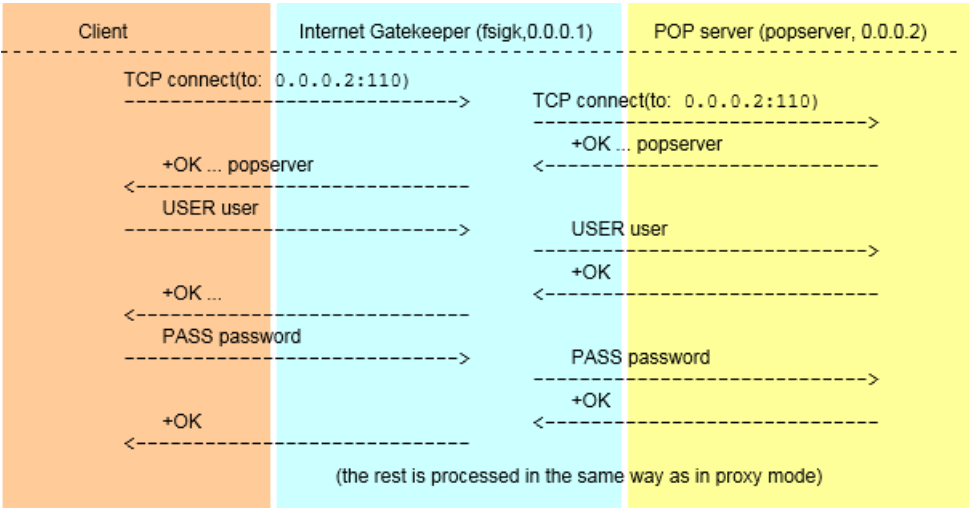 Client Internet Gatekeeper (fsigk,0.0.0.1) POP server (popserver, 0.0.0.2)
TCP connect(to: 0.0.0.2:110)
TCP connect(to: 0.0.0.2:110)
+OK ... popserver
+OK ... popserver
USER user
USER user
+OK
+OK ...
PASS password
PASS password
+OK
+OK
(the rest is processed in the same way as in proxy mode)